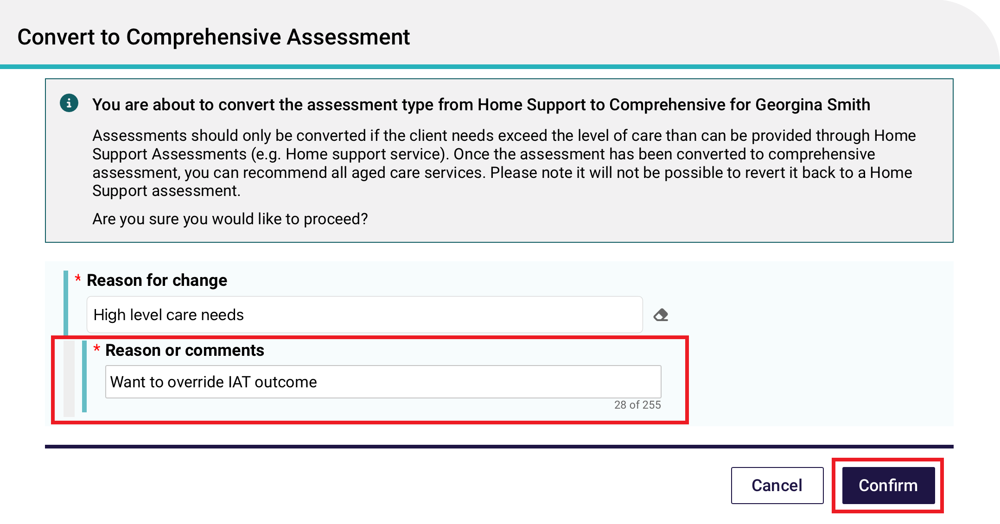 Convert to Comprehensive Assessment
You are about to convert the assessment type from Home Support to Comprehensive for Georgina Smith
Assessments should only be converted if the client needs exceed the level of care than can be provided through Home
Support Assessments (e.g. Home support service). Once the assessment has been converted to comprehensive
assessment, you can recommend all aged care services. Please note it will not be possible to revert it back to a Home
Support assessment.
Are you sure you would like to proceed?
* Reason for change
High level care needs
* Reason or comments
Want to override IAT outcome
28 of 255
Cancel
Confirm